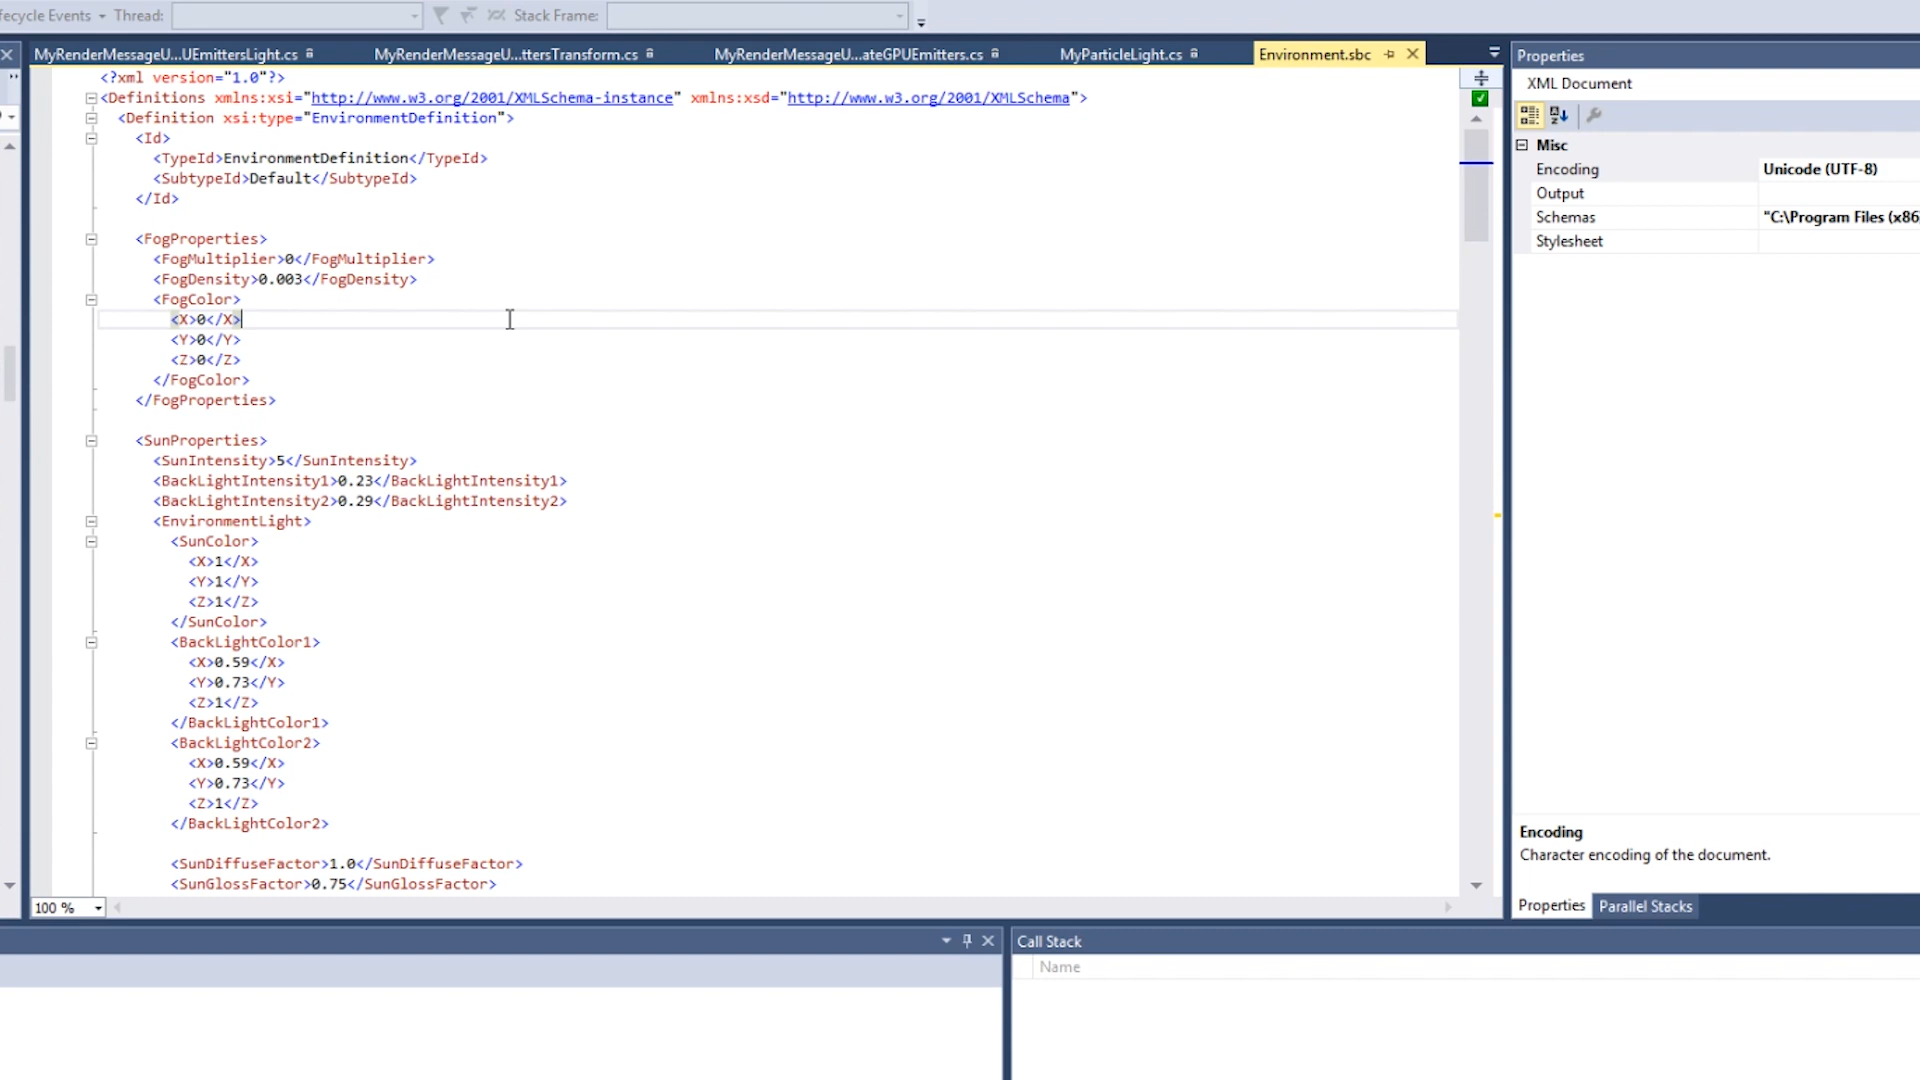 fecycle Events Thread: Stack Frame:
MyRenderMessageU...UEmittersLight.cs MyRenderMessageU...ttersTransform.cs MyRenderMessageU...ateGPUEmitters.cs MyParticleLight.cs Environment.sbc
<?xml version="1.0"?>
<Definitions xmlns:xsi="http://www.w3.org/2001/XMLSchema-instance" xmlns:xsd="http://www.w3.org/2001/XMLSchema">
<Definition xsi:type="EnvironmentDefinition">
<Id>
<TypeId>EnvironmentDefinition</TypeId>
<SubtypeId>Default</SubtypeId>
</Id>
<FogProperties>
<FogMultiplier>0</FogMultiplier>
<FogDensity>0.003</FogDensity>
<FogColor>
<X>0</X>
<Y>0</Y>
<Z>0</Z>
</FogColor>
</FogProperties>
<SunProperties>
<SunIntensity>5</SunIntensity>
<BackLightIntensity1>0.23</BackLightIntensity1>
<BackLightIntensity2>0.29</BackLightIntensity2>
<EnvironmentLight>
<SunColor>
<X>1</X>
<Y>1</Y>
<Z>1</Z>
</SunColor>
<BackLightColor1>
<X>0.59</X>
<Y>0.73</Y>
<Z>1</Z>
</BackLightColor1>
<BackLightColor2>
<X>0.59</X>
<Y>0.73</Y>
<Z>1</Z>
</BackLightColor2>
<SunDiffuseFactor>1.0</SunDiffuseFactor>
<SunGlossFactor>0.75</SunGlossFactor>
100 %
Properties
XML Document
Misc
Encoding Unicode (UTF-8)
Output
Schemas "C:\Program Files (x86
Stylesheet
Encoding
Character encoding of the document.
Properties Parallel Stacks
Call Stack
Name